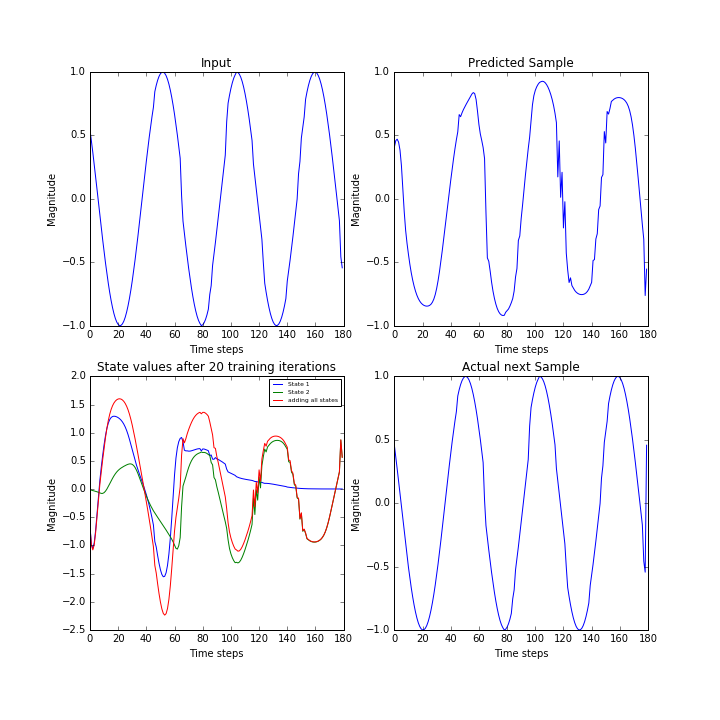 Input
1.0
0.5
0.0
−0.5
−1.0
Magnitude
0 20 40 60 80 100 120 140 160 180
Time steps
Predicted Sample
1.0
0.5
0.0
−0.5
−1.0
Magnitude
0 20 40 60 80 100 120 140 160 180
Time steps
State values after 20 training iterations
2.0
1.5
1.0
0.5
0.0
−0.5
−1.0
−1.5
−2.0
−2.5
Magnitude
State 1
State 2
adding all states
0 20 40 60 80 100 120 140 160 180
Time steps
Actual next Sample
1.0
0.5
0.0
−0.5
−1.0
Magnitude
0 20 40 60 80 100 120 140 160 180
Time steps